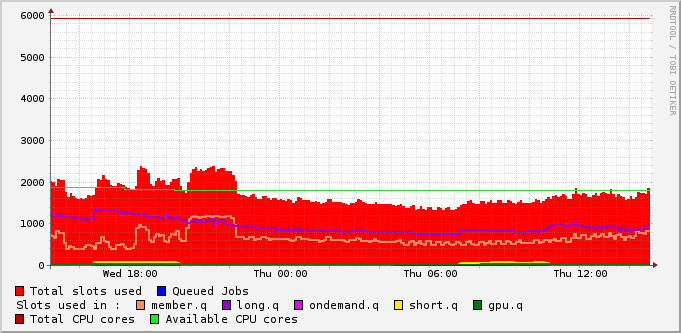 6000
5000
4000
3000
2000
1000
0
Wed 18:00 Thu 00:00 Thu 06:00 Thu 12:00
Total slots used Queued Jobs
Slots used in : member.q long.q ondemand.q short.q gpu.q
Total CPU cores Available CPU cores
RRDTOOL / TOBI OETIKER